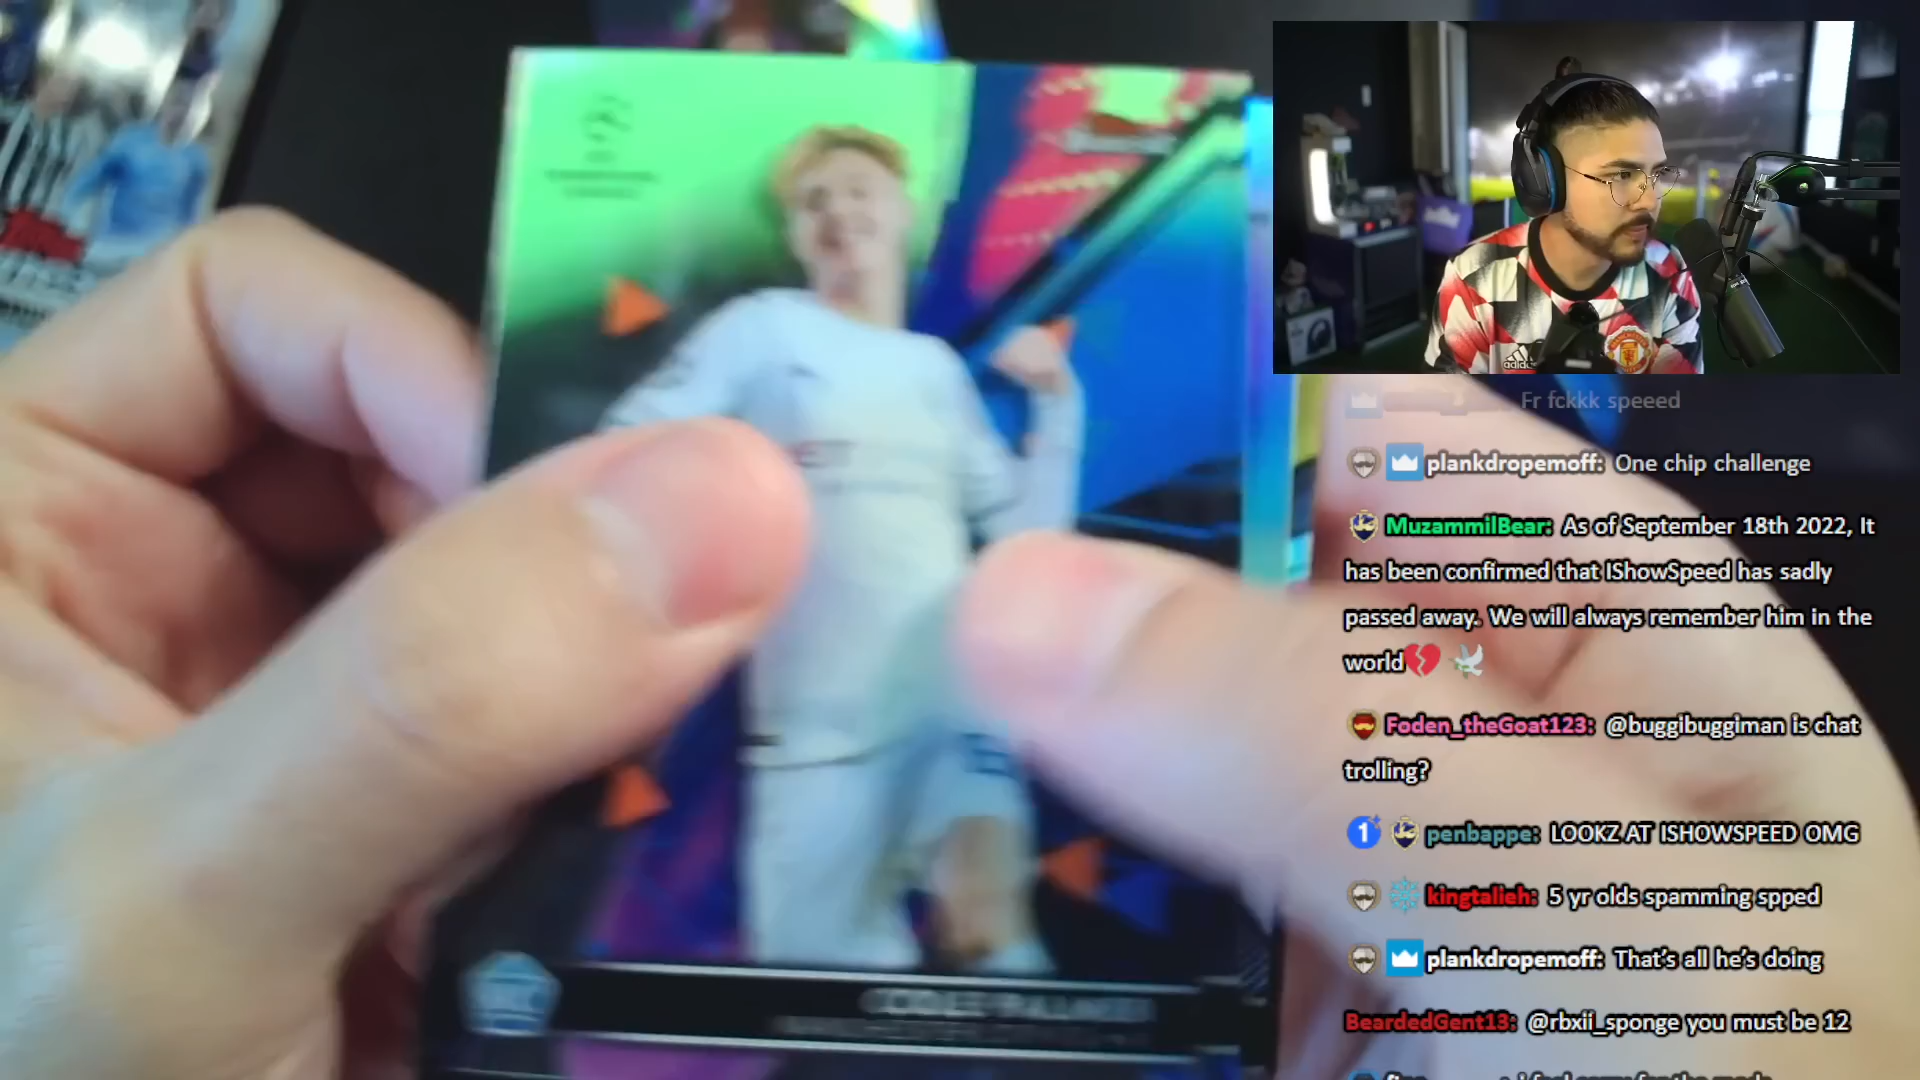 Fr fckkk speeed
plankdropemoff: One chip challenge
MuzammilBear: As of September 18th 2022, It
has been confirmed that IShowSpeed has sadly
passed away. We will always remember him in the
world💔 🕊
Foden_theGoat123: @buggibuggiman is chat
trolling?
1 penbappe: LOOKZ AT ISHOWSPEED OMG
kingtalieh: 5 yr olds spamming spped
plankdropemoff: That's all he's doing
BeardedGent13: @rbxii_sponge you must be 12
adidas